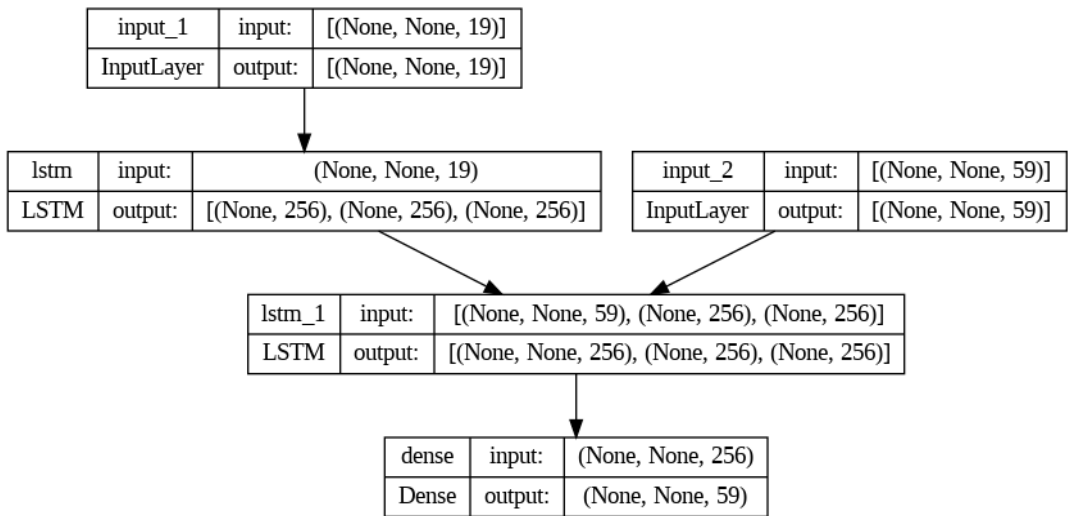 input_1 input: [(None, None, 19)]
InputLayer output: [(None, None, 19)]
lstm input: (None, None, 19)
LSTM output: [(None, 256), (None, 256), (None, 256)]
input_2 input: [(None, None, 59)]
InputLayer output: [(None, None, 59)]
lstm_1 input: [(None, None, 59), (None, 256), (None, 256)]
LSTM output: [(None, None, 256), (None, 256), (None, 256)]
dense input: (None, None, 256)
Dense output: (None, None, 59)